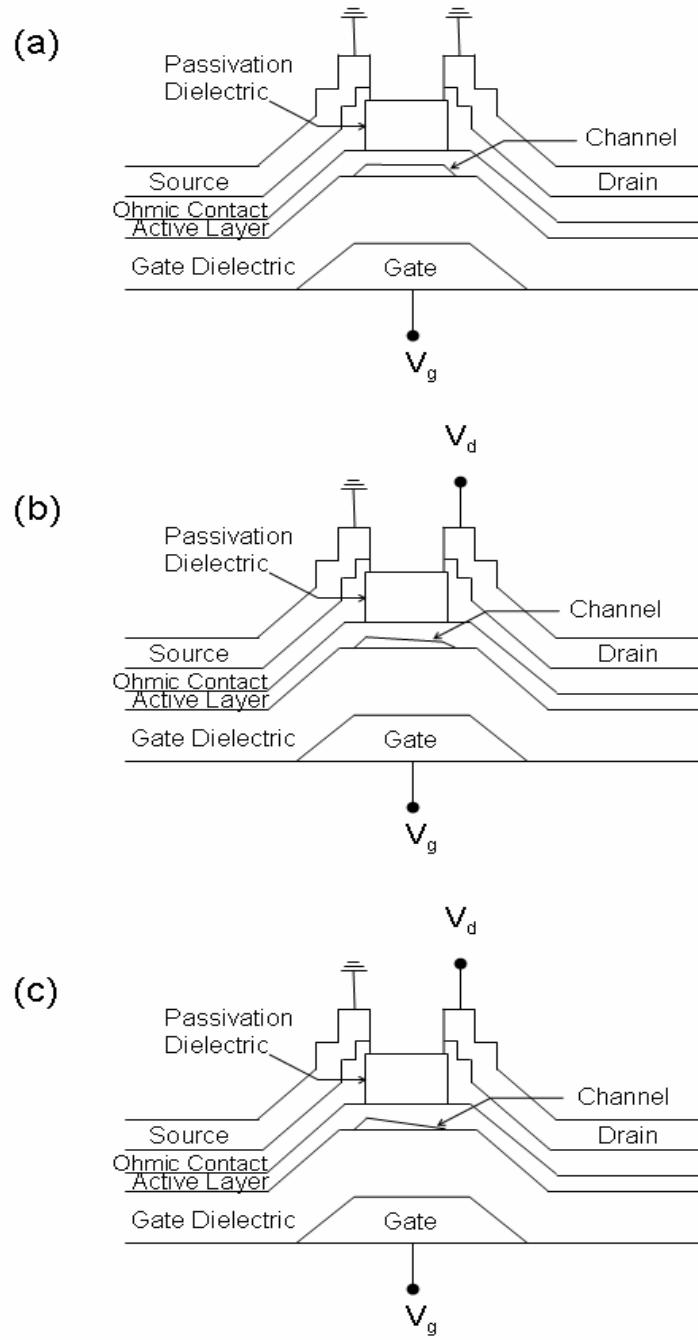 (a)
Passivation
Dielectric
Channel
Source
Drain
Ohmic Contact
Active Layer
Gate Dielectric
Gate
Vg
Vd
(b)
Passivation
Dielectric
Channel
Source
Drain
Ohmic Contact
Active Layer
Gate Dielectric
Gate
Vg
Vd
(c)
Passivation
Dielectric
Channel
Source
Drain
Ohmic Contact
Active Layer
Gate Dielectric
Gate
Vg